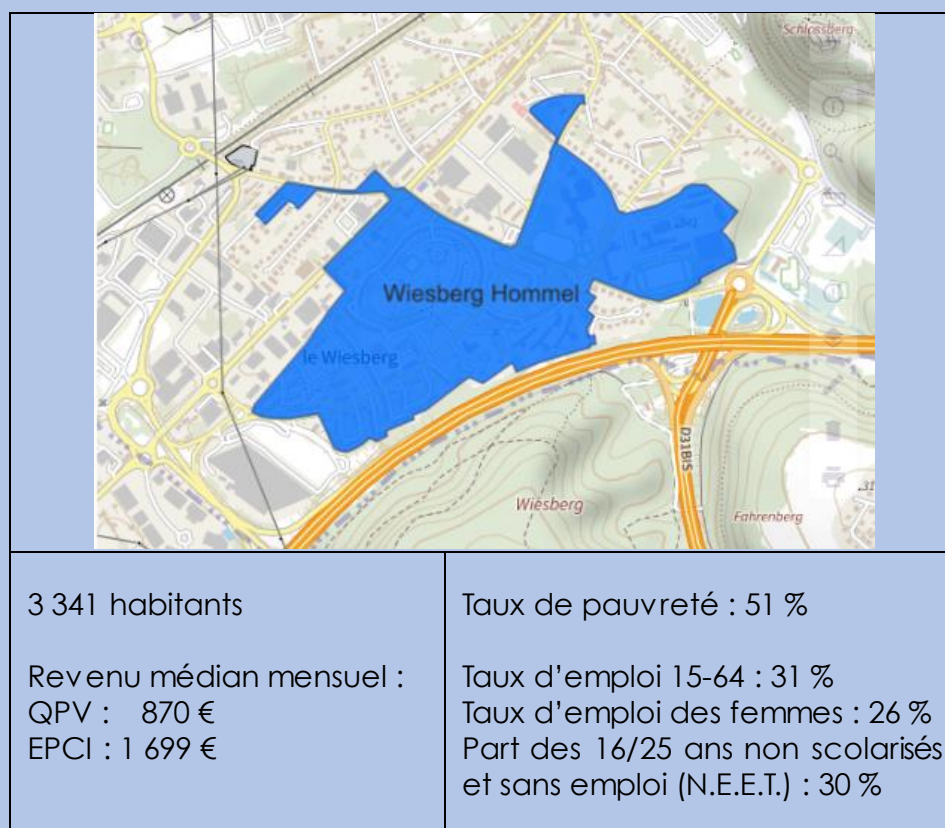 Schlossberg
Wiesberg Hommel
le Wiesberg
D31BIS
Wiesberg
Fahrenberg
3 341 habitants
Revenu médian mensuel :
QPV : 870 €
EPCI : 1 699 €
Taux de pauvreté : 51 %
Taux d'emploi 15-64 : 31 %
Taux d'emploi des femmes : 26 %
Part des 16/25 ans non scolarisés
et sans emploi (N.E.E.T.) : 30 %